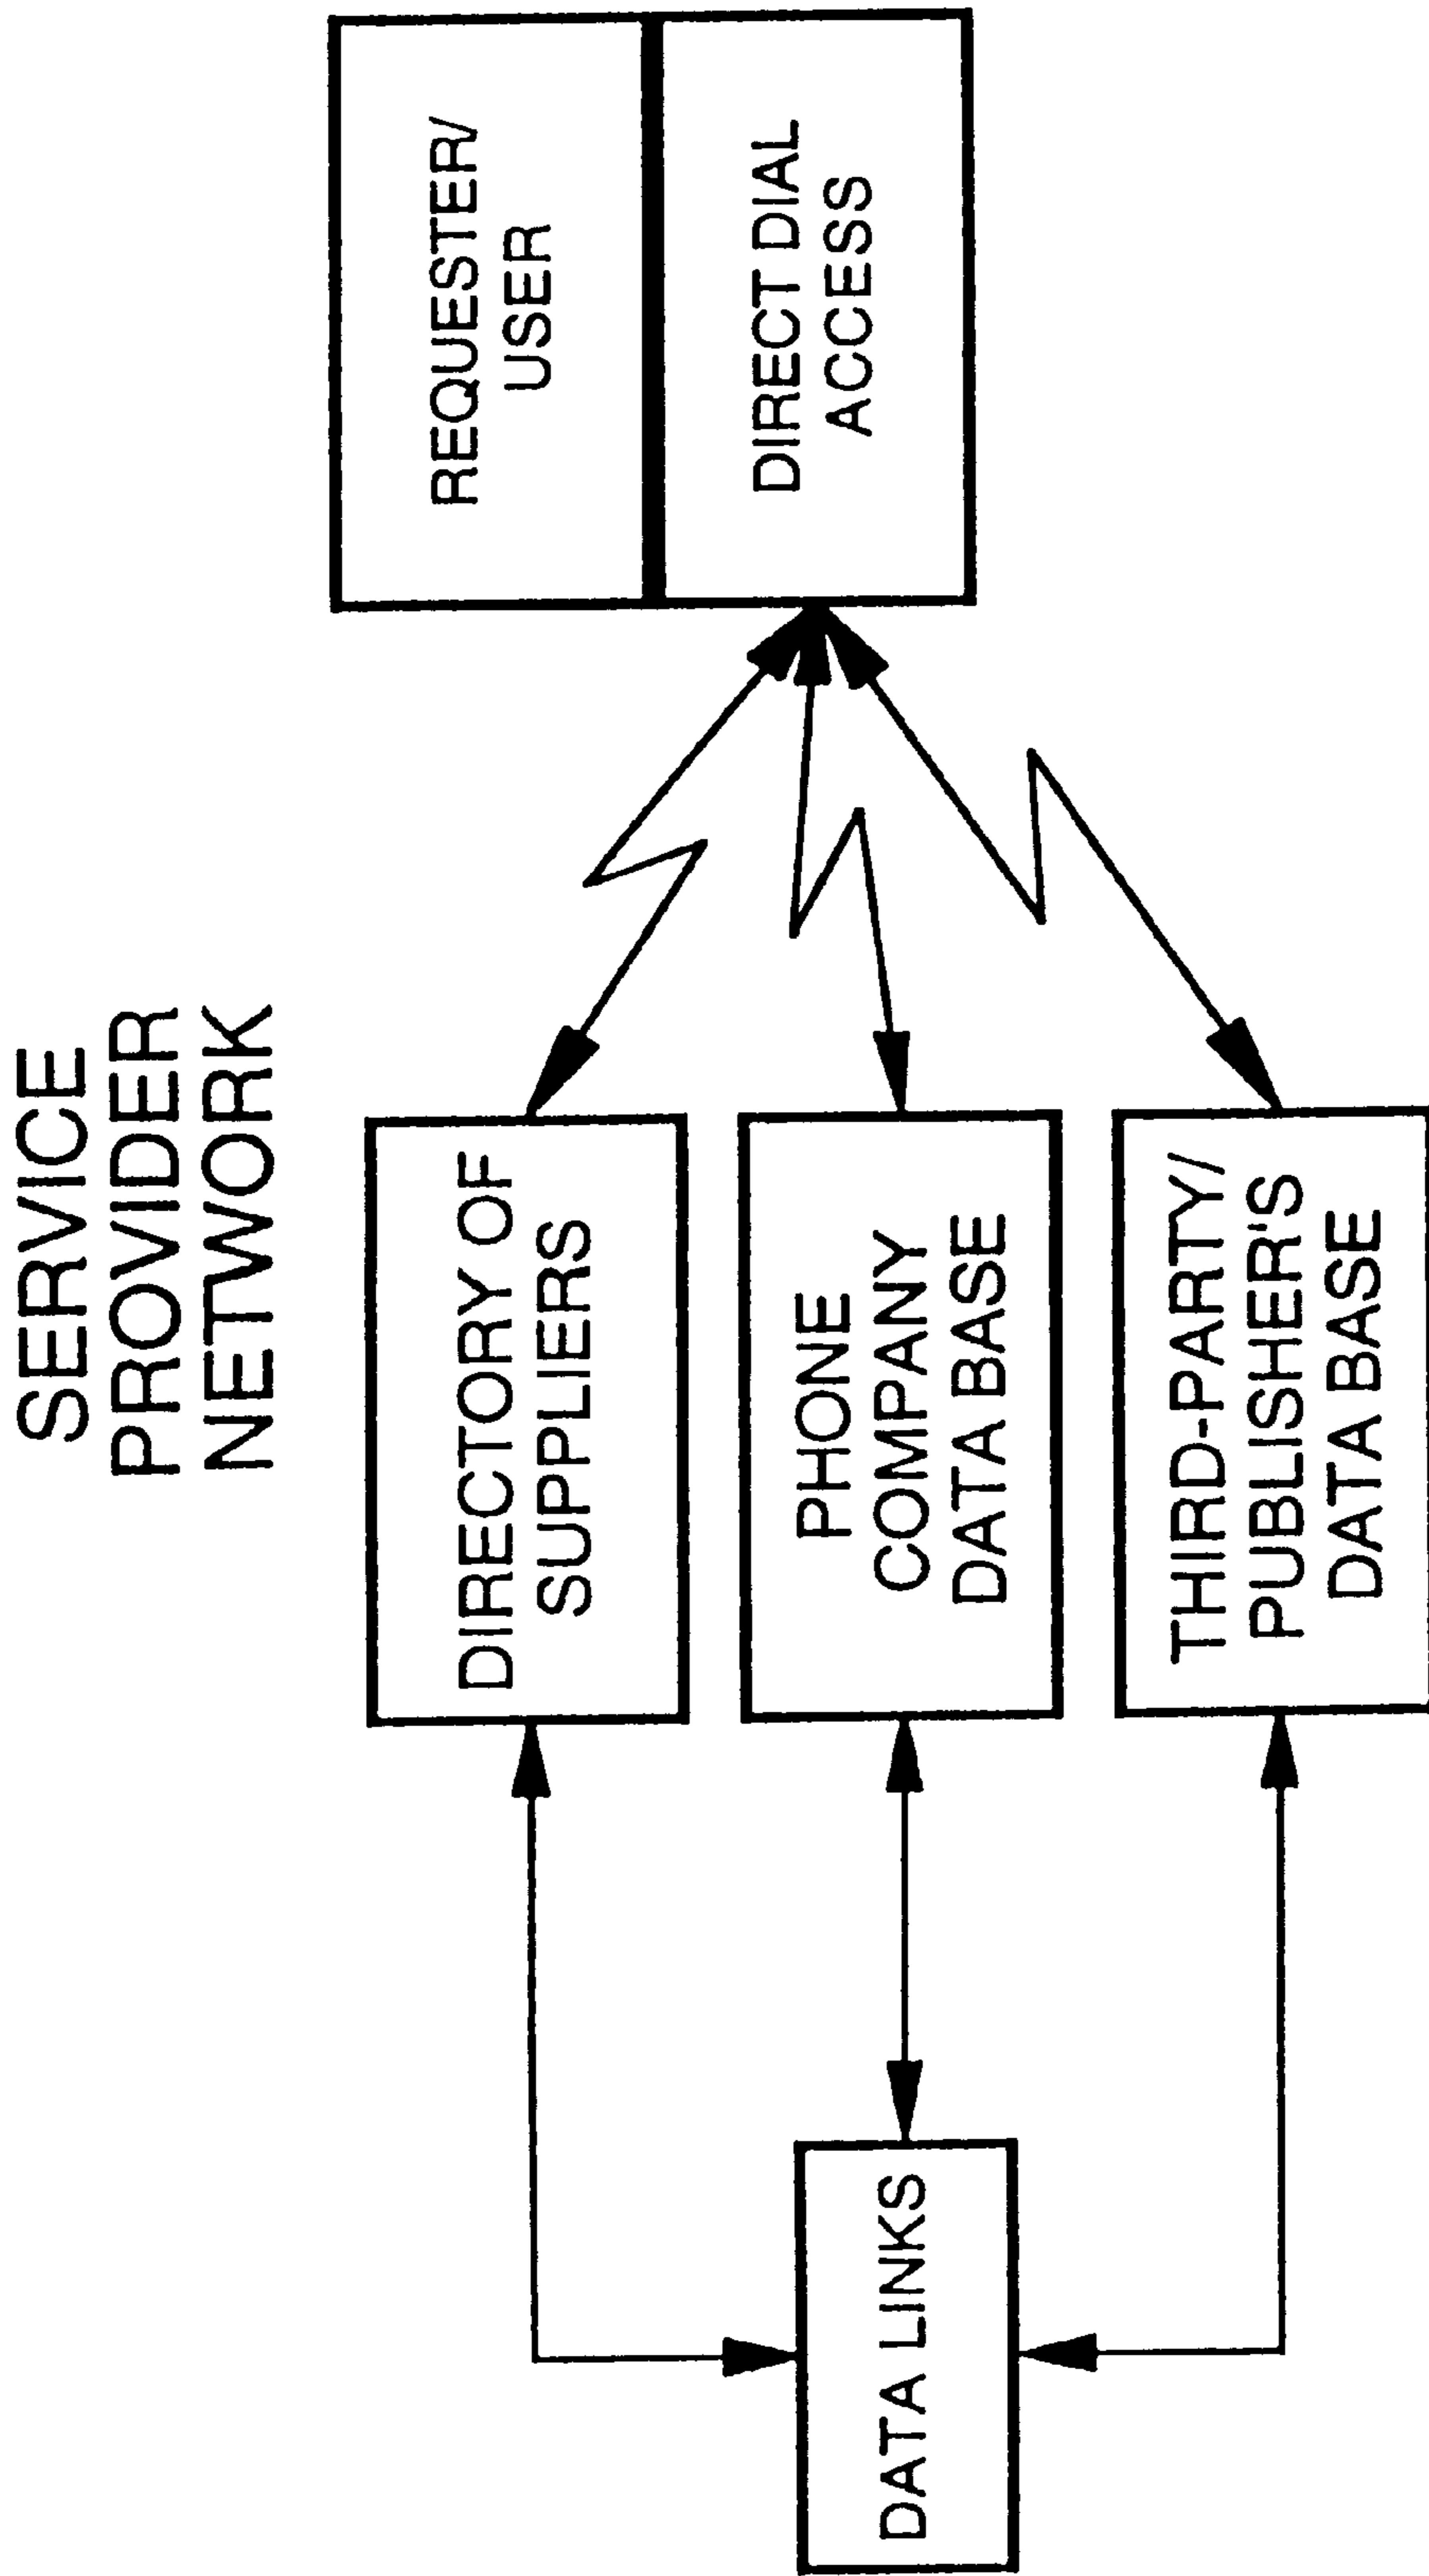 SERVICE
PROVIDER
NETWORK
DATA LINKS
DIRECTORY OF
SUPPLIERS
PHONE
COMPANY
DATA BASE
THIRD-PARTY/
PUBLISHER'S
DATA BASE
REQUESTER/
USER
DIRECT DIAL
ACCESS